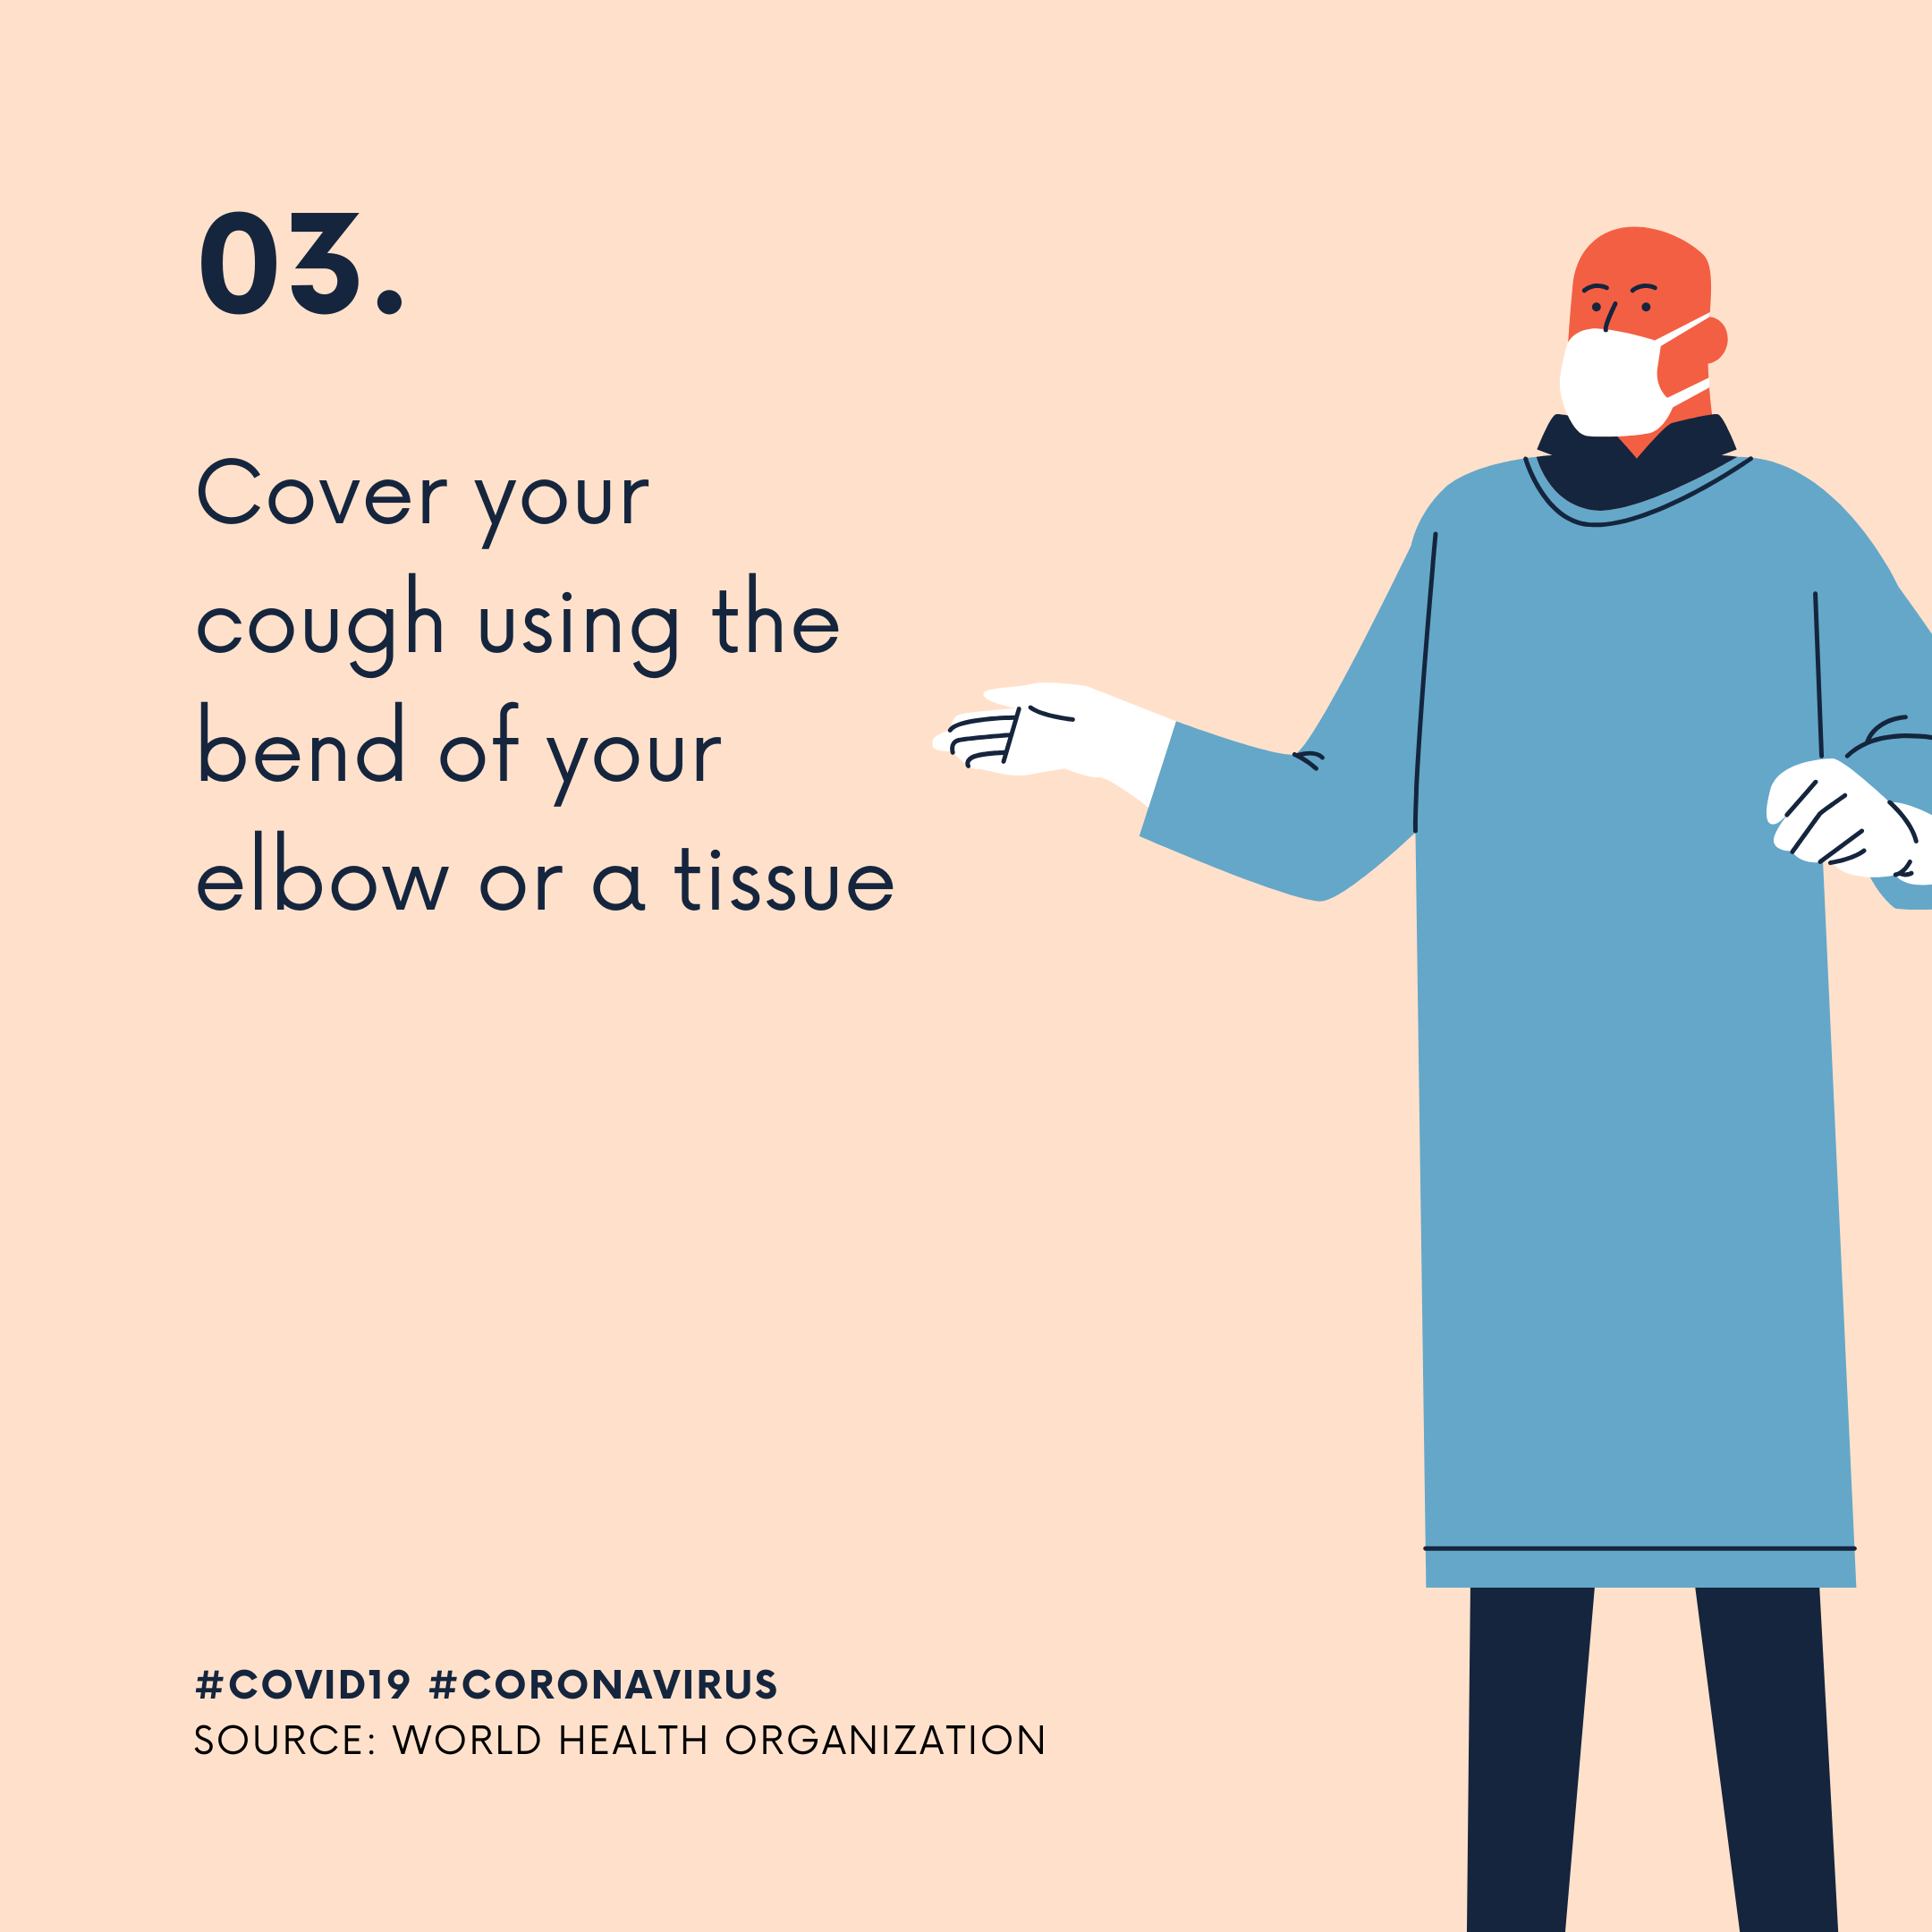 03.
Cover your
cough using the
bend of your
elbow or a tissue
#COVID19 #CORONAVIRUS
SOURCE: WORLD HEALTH ORGANIZATION